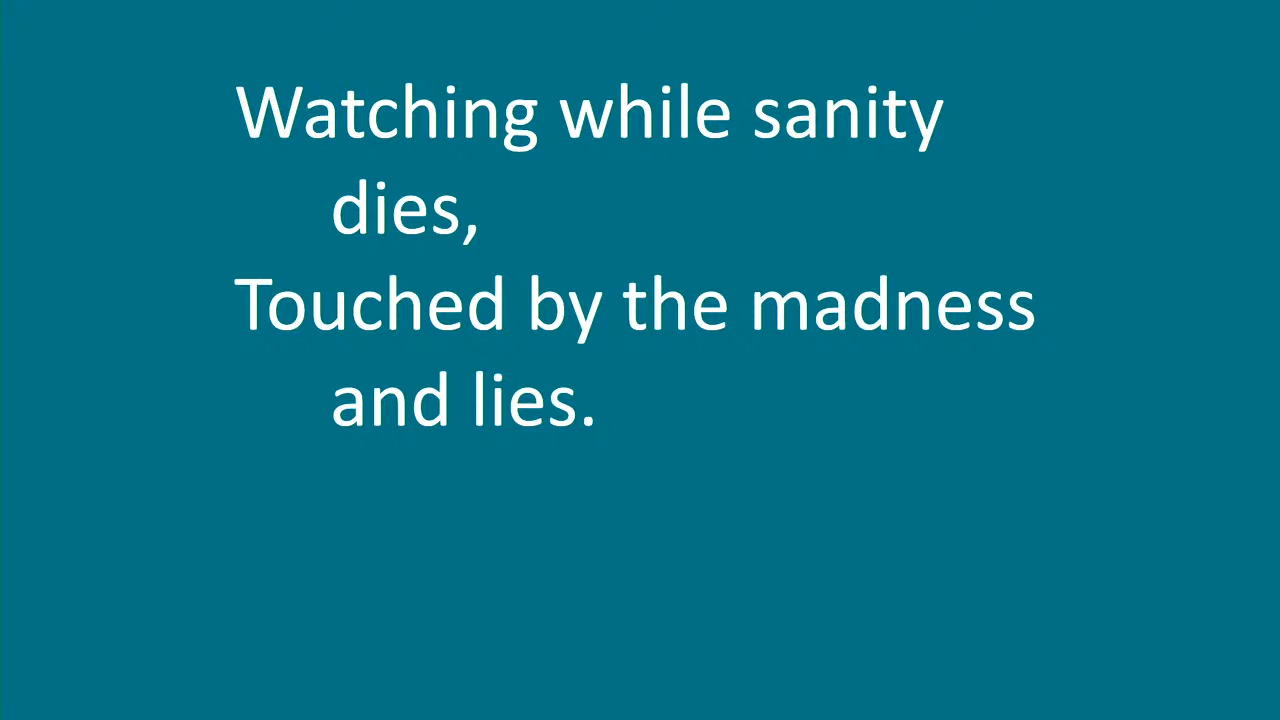 Watching while sanity
dies,
Touched by the madness
and lies.